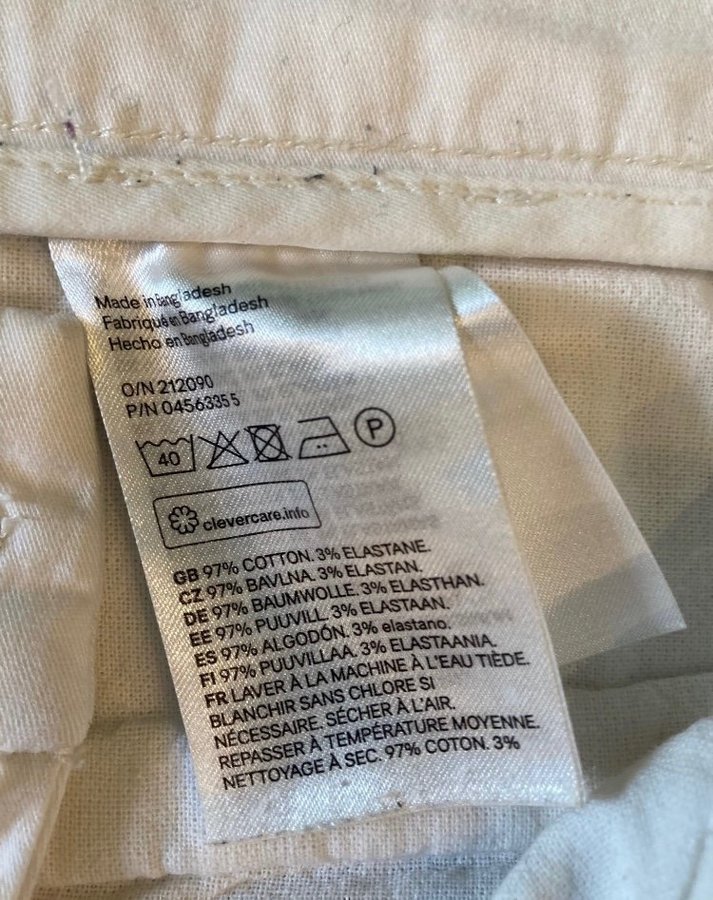 Made in Bangladesh
Fabriqué en Bangladesh
Hecho en Bangladesh
O/N 212090
P/N 0456335 5
40
P
clevercare.info
GB 97% COTTON. 3% ELASTANE.
CZ 97% BAVLNA. 3% ELASTAN.
DE 97% BAUMWOLLE. 3% ELASTHAN.
EE 97% PUUVILL. 3% ELASTAAN.
ES 97% ALGODÓN. 3% elastano.
FI 97% PUUVILLAA. 3% ELASTAANIA.
FR LAVER À LA MACHINE À L'EAU TIÈDE.
BLANCHIR SANS CHLORE SI
NÉCESSAIRE. SÉCHER À L'AIR.
REPASSER À TEMPÉRATURE MOYENNE.
NETTOYAGE À SEC. 97% COTON. 3%